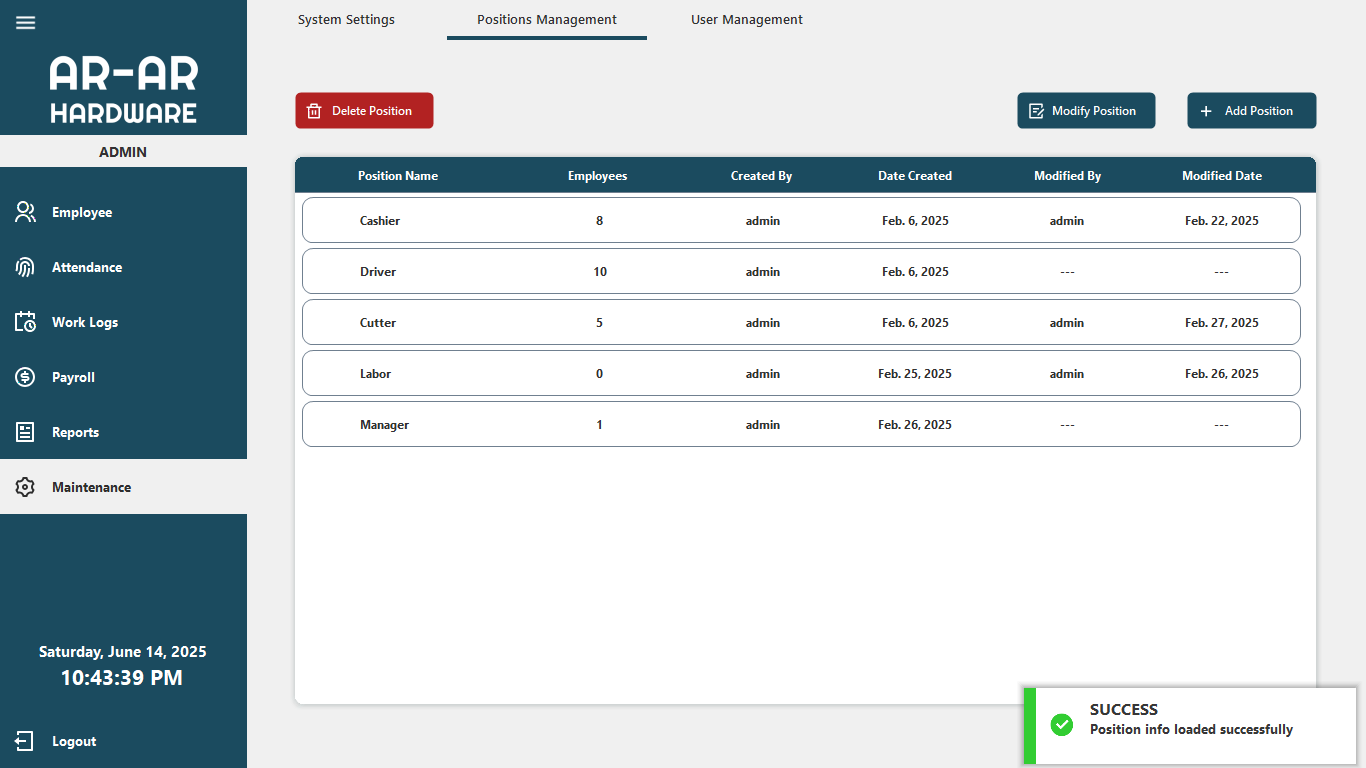 System Settings Positions Management User Management
AR-AR
HARDWARE
ADMIN
Employee
Attendance
Work Logs
Payroll
Reports
Maintenance
Saturday, June 14, 2025
10:43:39 PM
Logout
Delete Position Modify Position Add Position
Position Name Employees Created By Date Created Modified By Modified Date
Cashier 8 admin Feb. 6, 2025 admin Feb. 22, 2025
Driver 10 admin Feb. 6, 2025 --- ---
Cutter 5 admin Feb. 6, 2025 admin Feb. 27, 2025
Labor 0 admin Feb. 25, 2025 admin Feb. 26, 2025
Manager 1 admin Feb. 26, 2025 --- ---
SUCCESS
Position info loaded successfully